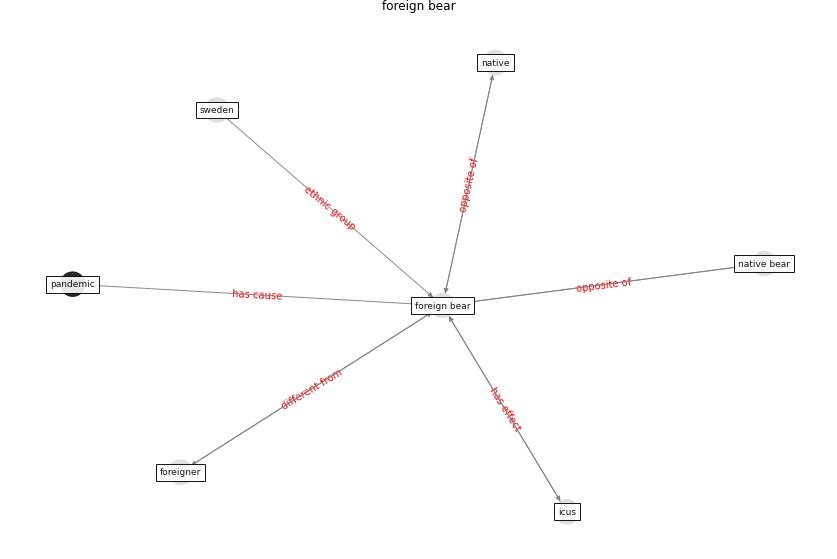 foreign bear
native
sweden
opposite of
ethnic group
native bear
pandemic
opposite of
has cause
foreign bear
different from
has effect
foreigner
icus